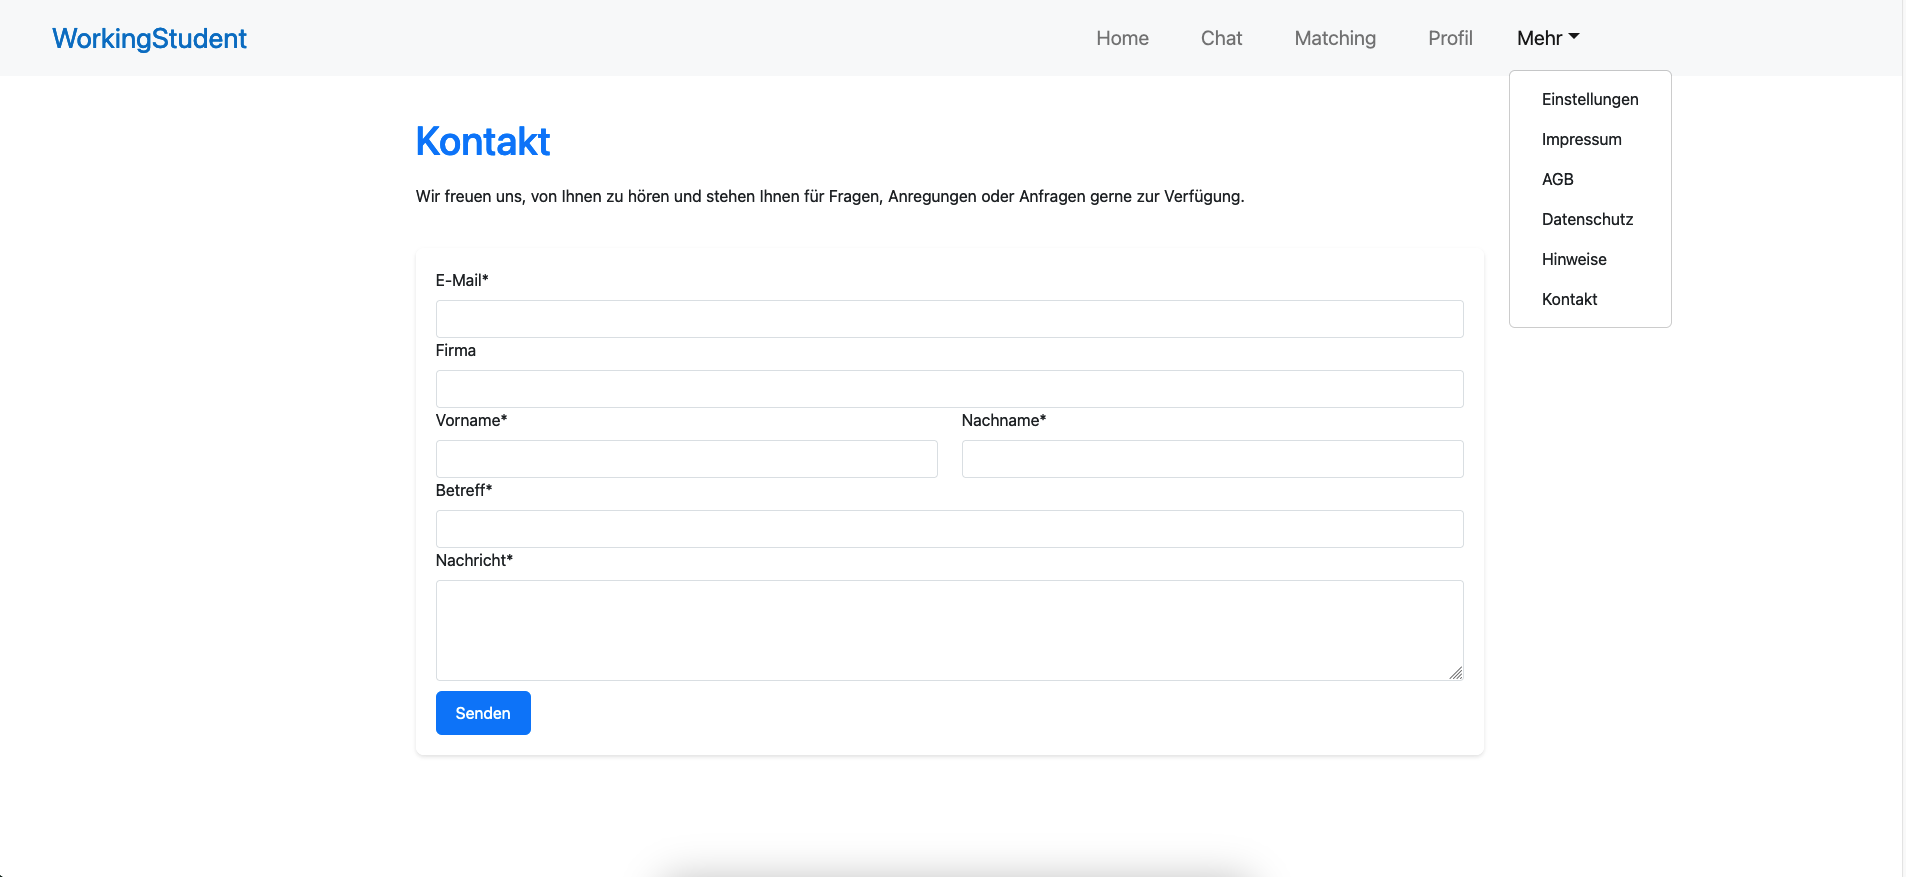 WorkingStudent
Home Chat Matching Profil Mehr
Einstellungen
Impressum
AGB
Datenschutz
Hinweise
Kontakt
Kontakt
Wir freuen uns, von Ihnen zu hören und stehen Ihnen für Fragen, Anregungen oder Anfragen gerne zur Verfügung.
E-Mail*
Firma
Vorname* Nachname*
Betreff*
Nachricht*
Senden